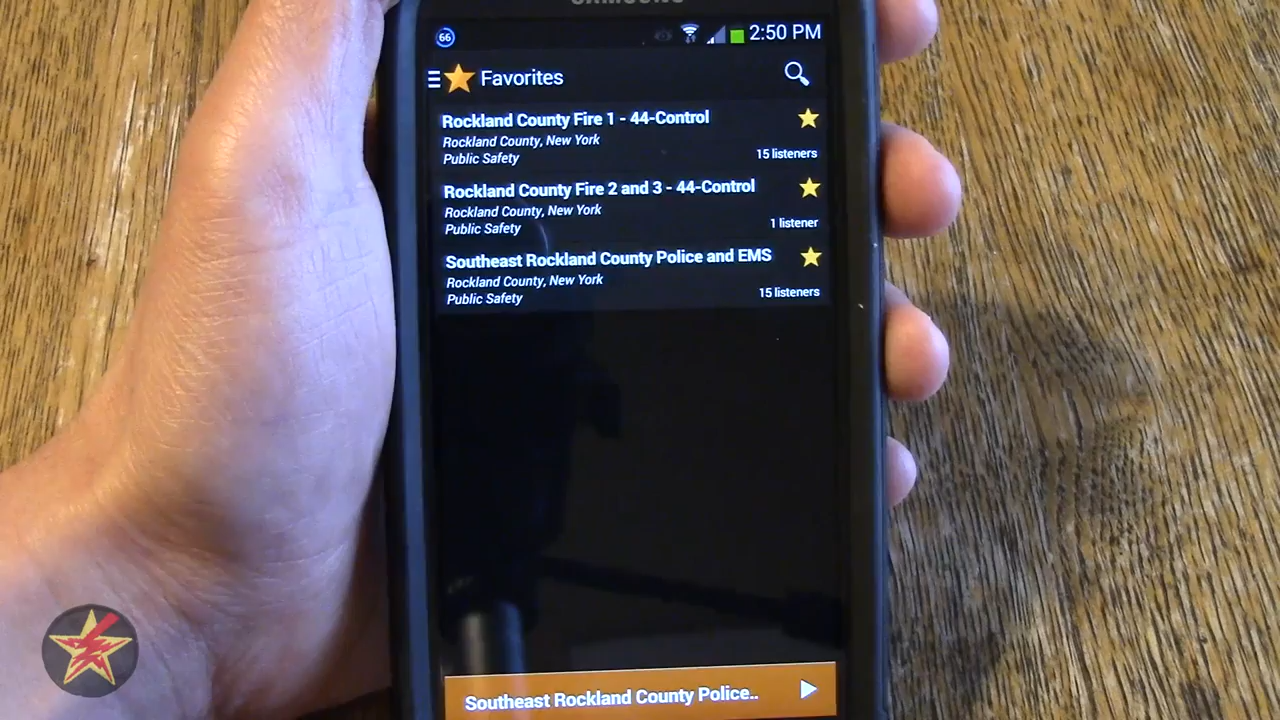 SAMSUNG
66
2:50 PM
Favorites
Rockland County Fire 1 - 44-Control
Rockland County, New York
Public Safety
15 listeners
Rockland County Fire 2 and 3 - 44-Control
Rockland County, New York
Public Safety
1 listener
Southeast Rockland County Police and EMS
Rockland County, New York
Public Safety
15 listeners
Southeast Rockland County Police..